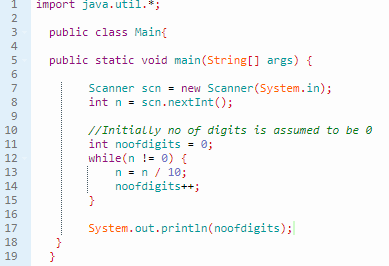 1 import java.util.*;
2
3 public class Main{
4
5 public static void main(String[] args) {
6
7 Scanner scn = new Scanner(System.in);
8 int n = scn.nextInt();
9
10 //Initially no of digits is assumed to be 0
11 int noofdigits = 0;
12 while(n != 0) {
13 n = n / 10;
14 noofdigits++;
15 }
16
17 System.out.println(noofdigits);
18 }
19 }